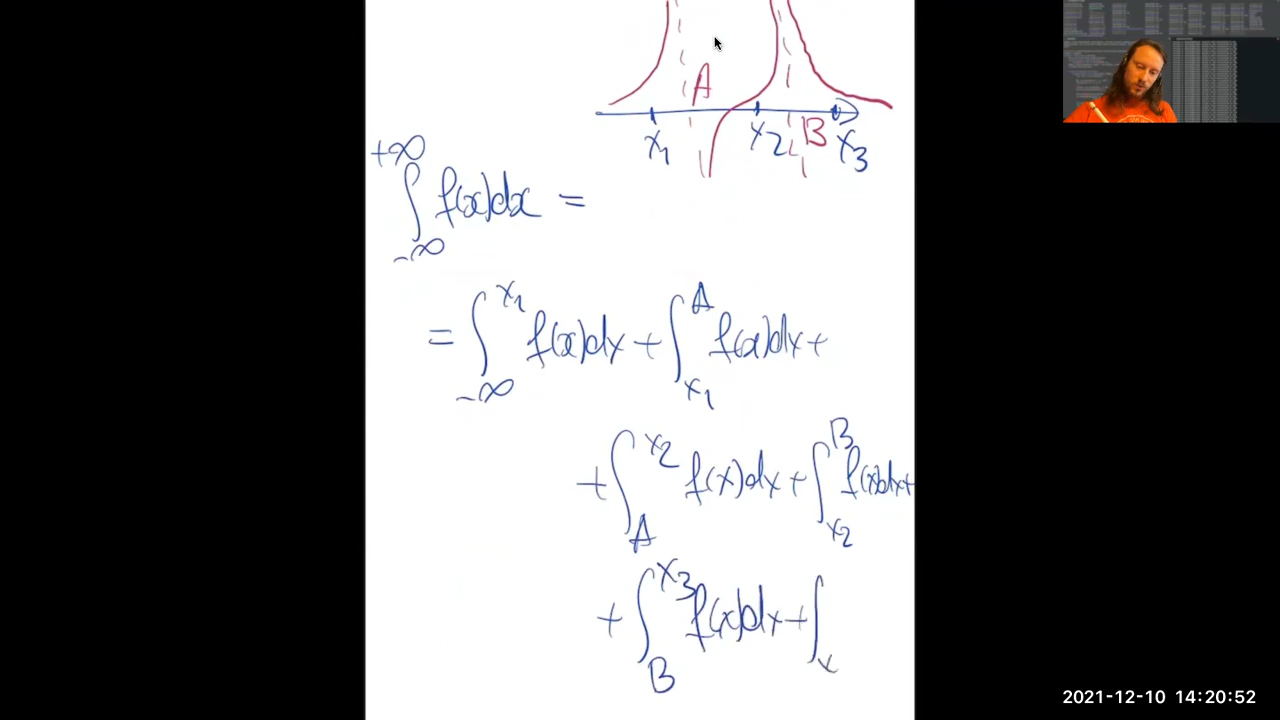 A
x₁ x₂ B x₃
+∞
∫ f(x)dx =
-∞
x₁ A
= ∫ f(x)dx + ∫ f(x)dx +
-∞ x₁
x₂ B
+ ∫ f(x)dx + ∫ f(x)dx +
A x₂
x₃
+ ∫ f(x)dx + ∫
B x
2021-12-10 14:20:52